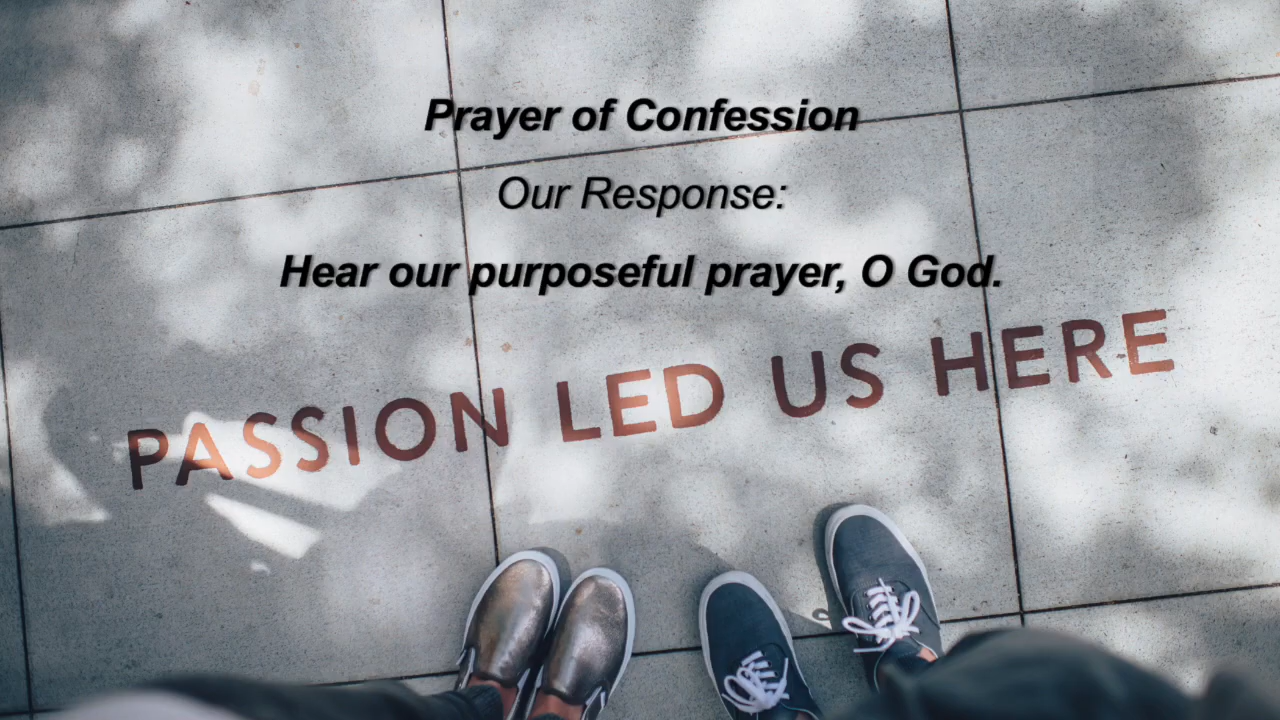 Prayer of Confession
Our Response:
Hear our purposeful prayer, O God.
PASSION LED US HERE